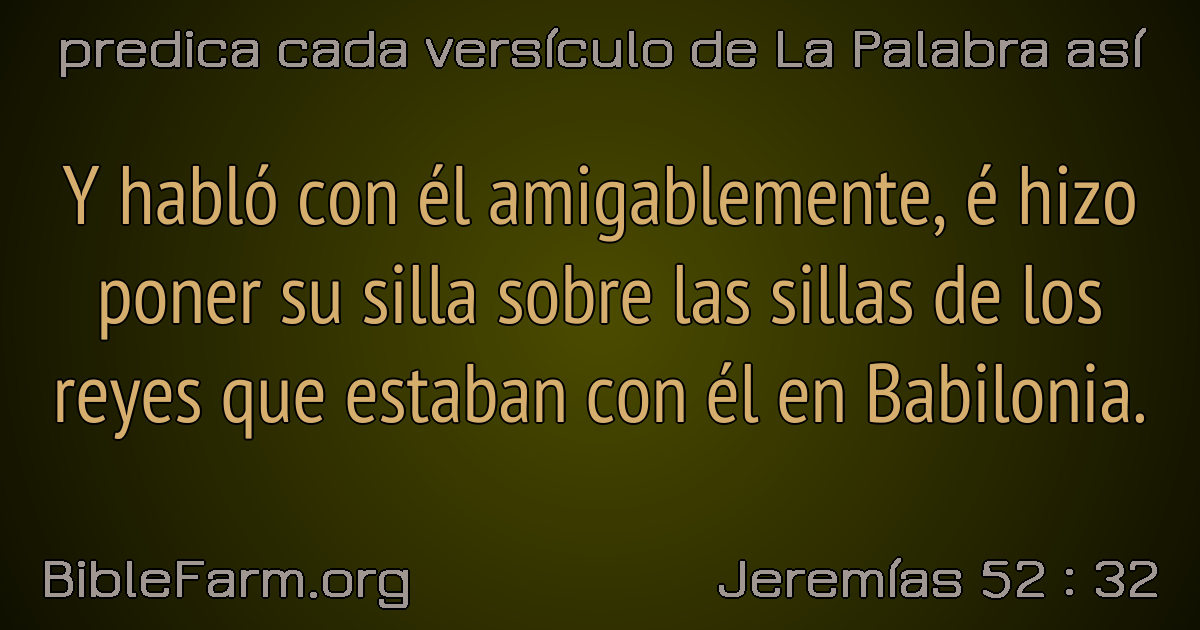 predica cada versículo de La Palabra así
Y habló con él amigablemente, é hizo
poner su silla sobre las sillas de los
reyes que estaban con él en Babilonia.
BibleFarm.org
Jeremías 52 : 32